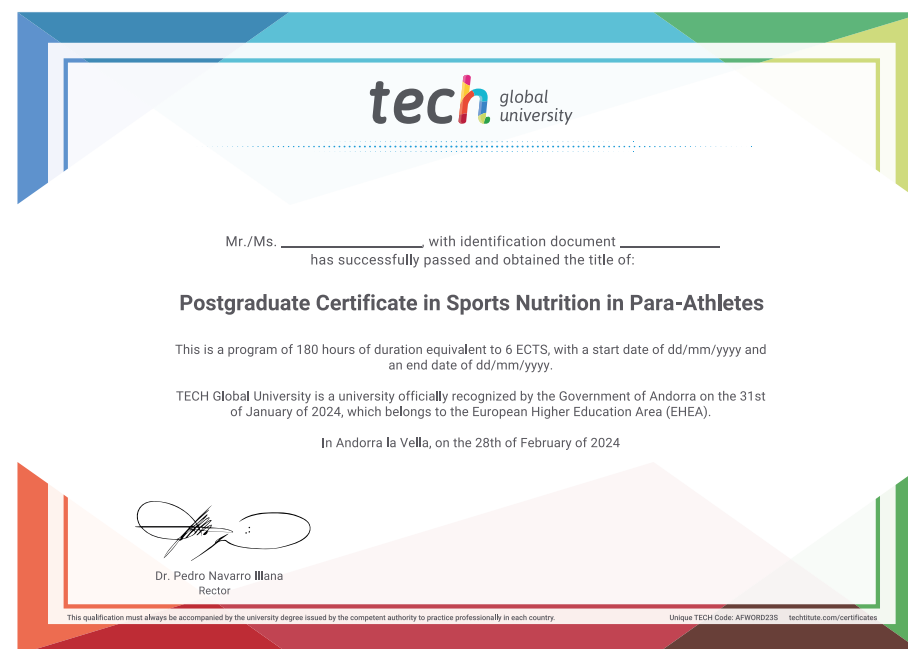 tech global university
Mr./Ms. ____________________, with identification document ______________
has successfully passed and obtained the title of:
Postgraduate Certificate in Sports Nutrition in Para-Athletes
This is a program of 180 hours of duration equivalent to 6 ECTS, with a start date of dd/mm/yyyy and
an end date of dd/mm/yyyy.
TECH Global University is a university officially recognized by the Government of Andorra on the 31st
of January of 2024, which belongs to the European Higher Education Area (EHEA).
In Andorra la Vella, on the 28th of February of 2024
Dr. Pedro Navarro Illana
Rector
This qualification must always be accompanied by the university degree issued by the competent authority to practice professionally in each country.
Unique TECH Code: AFWORD23S techtitute.com/certificates